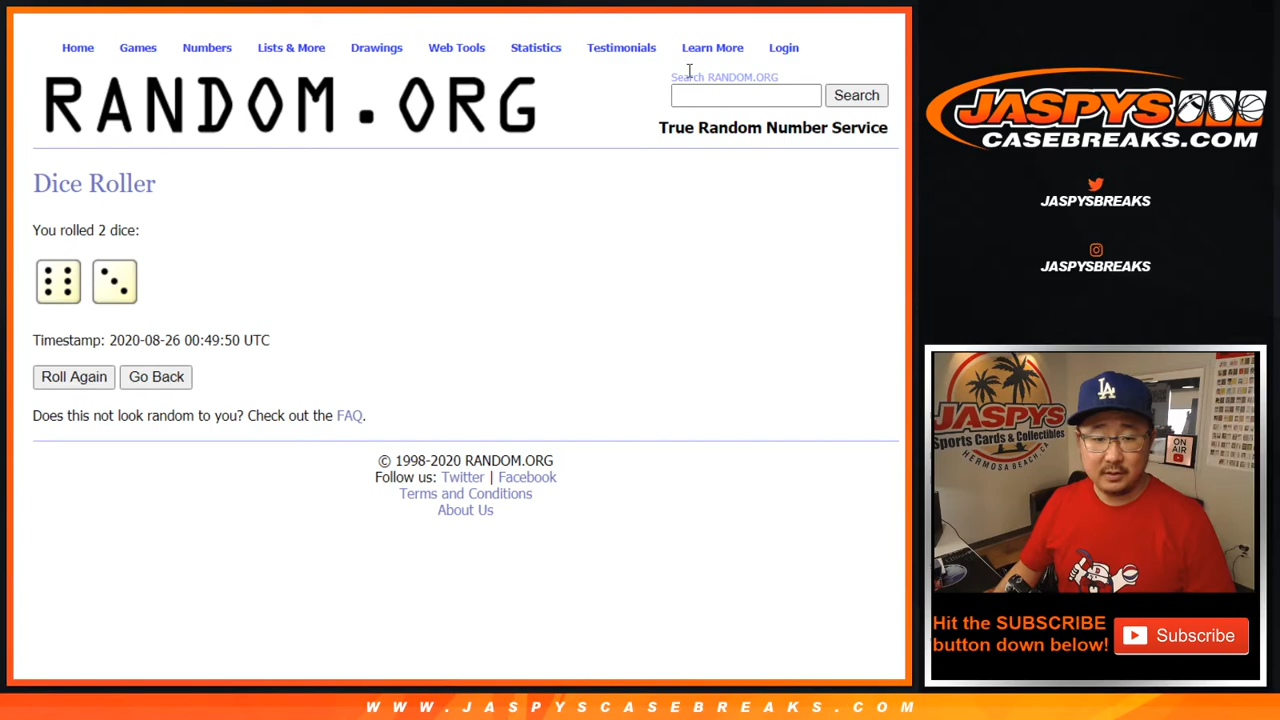 Home Games Numbers Lists & More Drawings Web Tools Statistics Testimonials Learn More Login
RANDOM.ORG
Search RANDOM.ORG
Search
True Random Number Service
Dice Roller
You rolled 2 dice:
Timestamp: 2020-08-26 00:49:50 UTC
Roll Again Go Back
Does this not look random to you? Check out the FAQ.
© 1998-2020 RANDOM.ORG
Follow us: Twitter | Facebook
Terms and Conditions
About Us
JASPYS
CASEBREAKS.COM
JASPYSBREAKS
JASPYSBREAKS
JASPYS
Sports Cards & Collectibles
HERMOSA BEACH, CA
LA
ON AIR
Hit the SUBSCRIBE
button down below!
Subscribe
WWW.JASPYSCASEBREAKS.COM